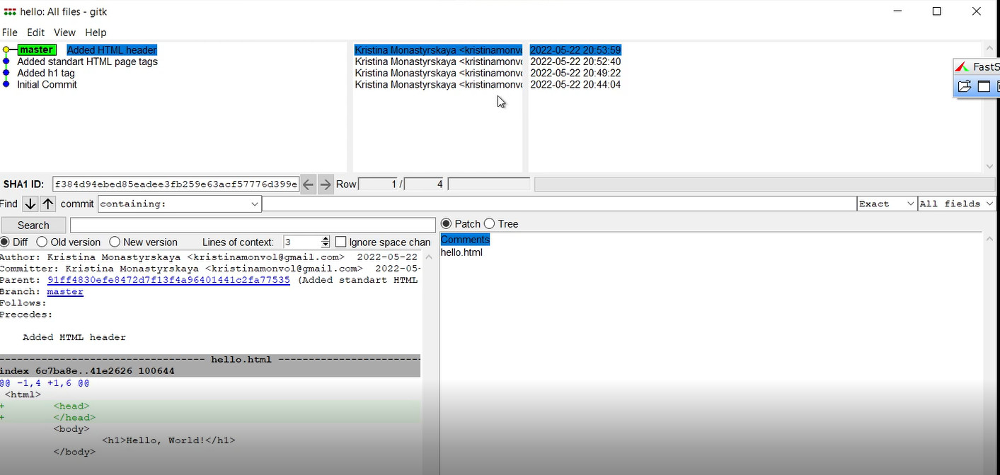 hello: All files - gitk
File Edit View Help
master Added HTML header Kristina Monastyrskaya <kristinamonvo 2022-05-22 20:53:59
Added standart HTML page tags Kristina Monastyrskaya <kristinamonvo 2022-05-22 20:52:40
Added h1 tag Kristina Monastyrskaya <kristinamonvo 2022-05-22 20:49:22
Initial Commit Kristina Monastyrskaya <kristinamonvo 2022-05-22 20:44:04
FastS
SHA1 ID: f384d94ebed85eadee3fb259e63acf57776d399e Row 1 / 4
Find commit containing: Exact All fields
Search
Patch Tree
Diff Old version New version Lines of context: 3 Ignore space chan
Comments
hello.html
Author: Kristina Monastyrskaya <kristinamonvol@gmail.com> 2022-05-22
Committer: Kristina Monastyrskaya <kristinamonvol@gmail.com> 2022-05-
Parent: 91ff4830efe8472d7f13f4a96401441c2fa77535 (Added standart HTML
Branch: master
Follows:
Precedes:
Added HTML header
---------------------------------- hello.html ------------------------
index 6c7ba8e..41e2626 100644
@@ -1,4 +1,6 @@
<html>
+ <head>
+ </head>
<body>
<h1>Hello, World!</h1>
</body>